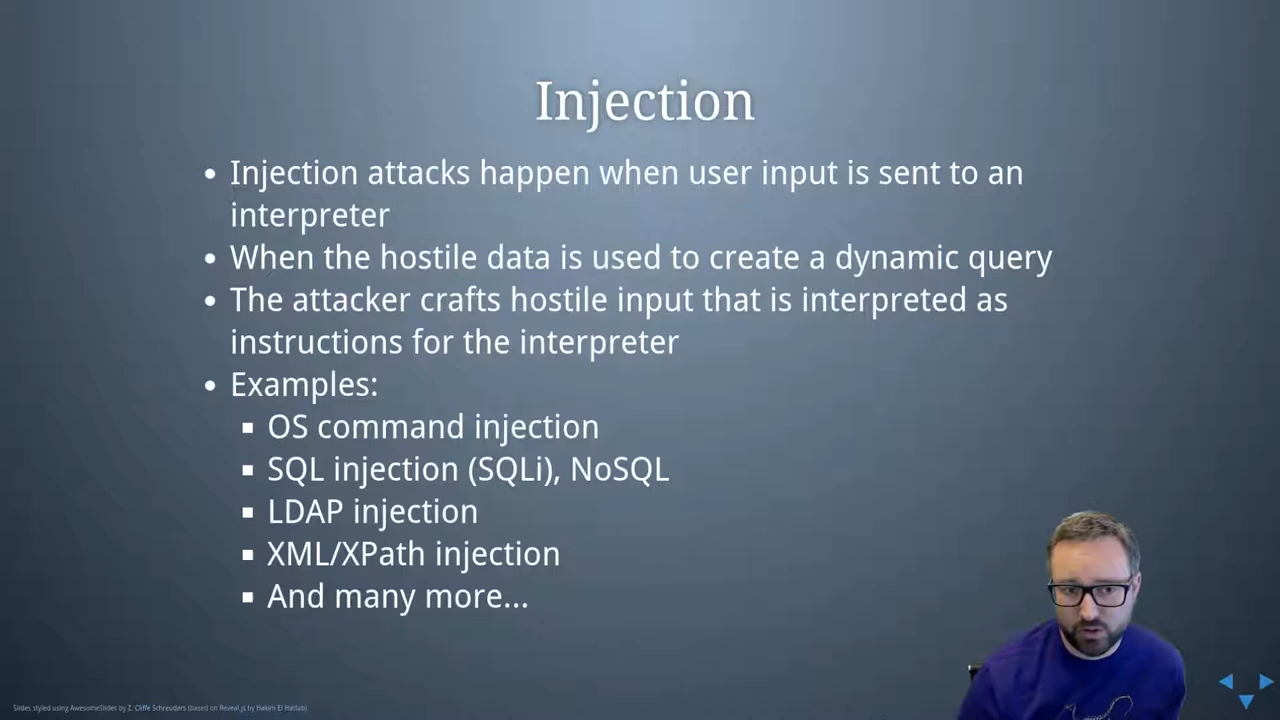 Injection
• Injection attacks happen when user input is sent to an
interpreter
• When the hostile data is used to create a dynamic query
• The attacker crafts hostile input that is interpreted as
instructions for the interpreter
• Examples:
▪ OS command injection
▪ SQL injection (SQLi), NoSQL
▪ LDAP injection
▪ XML/XPath injection
▪ And many more...
Slides styled using AwesomeSlides by Z. Cliffe Schreuders (based on Reveal.js by Hakim El Hattab)